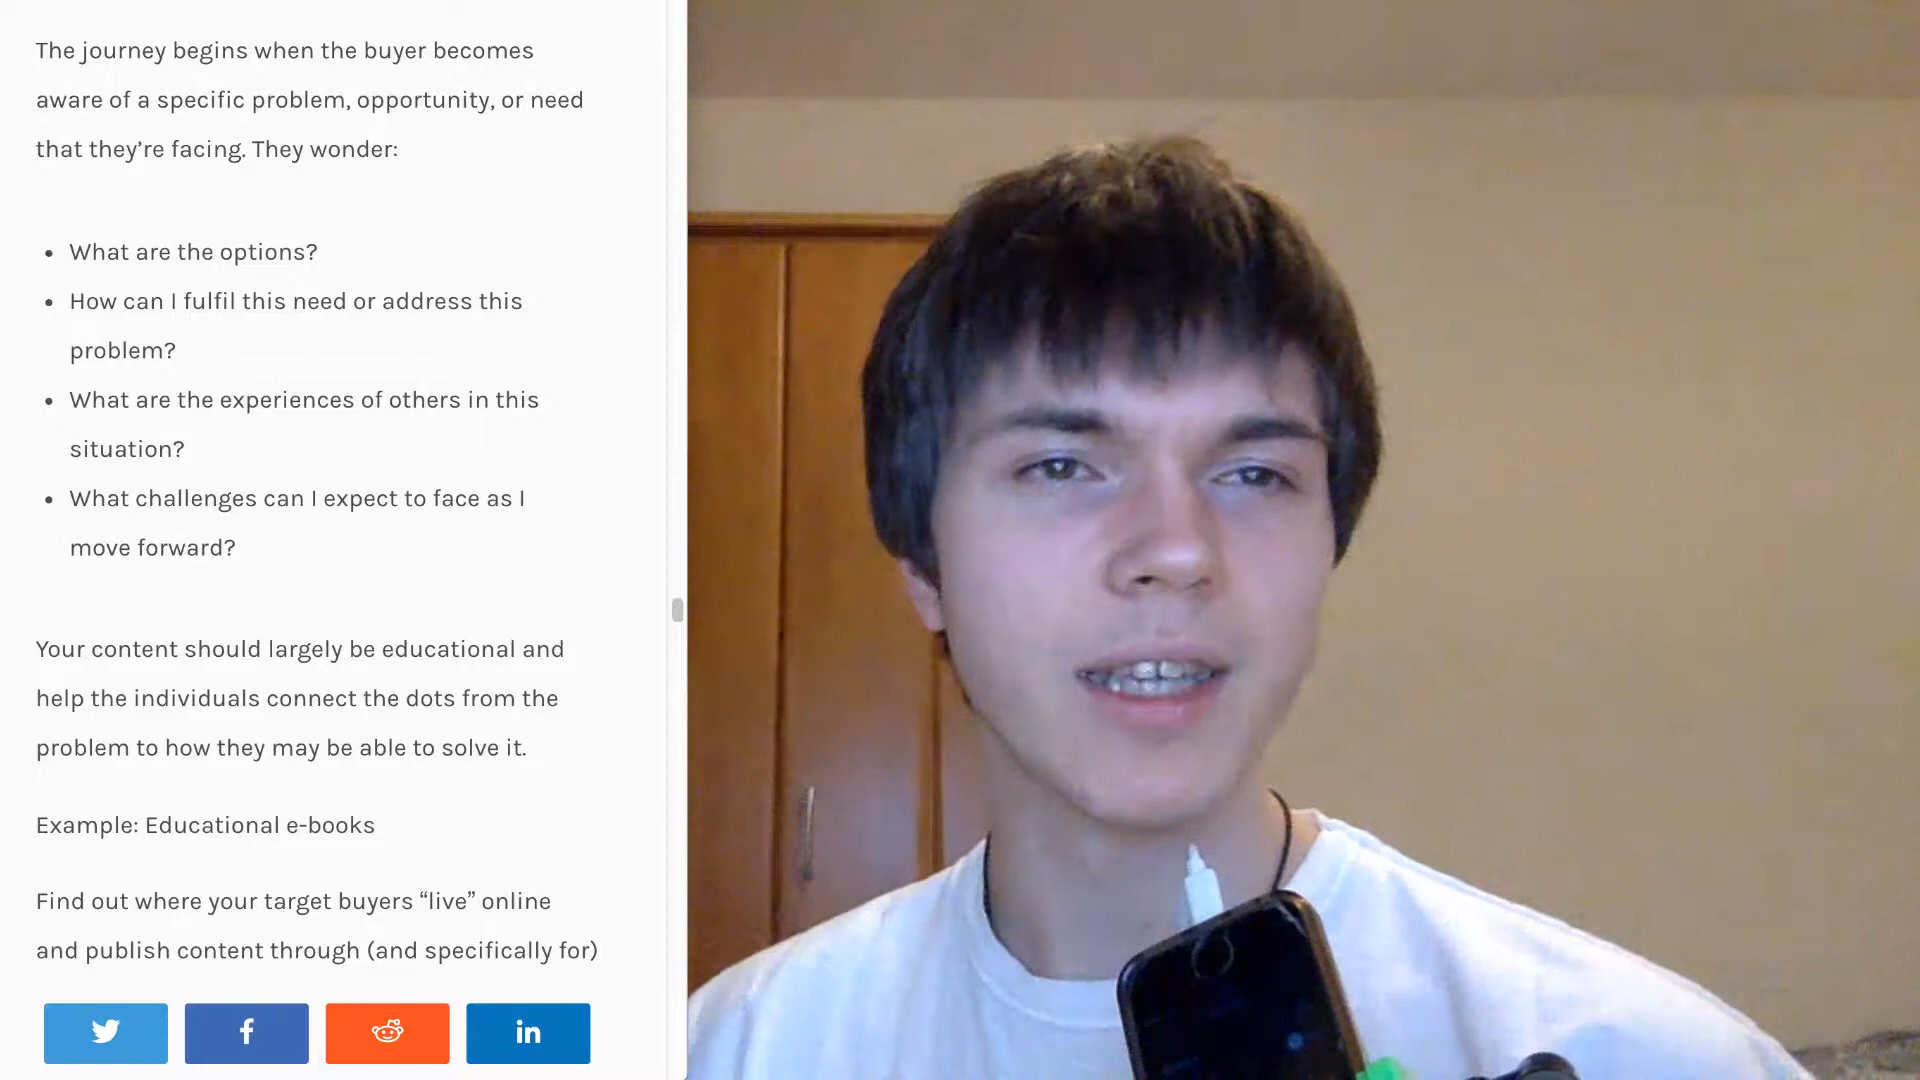 The journey begins when the buyer becomes
aware of a specific problem, opportunity, or need
that they’re facing. They wonder:
What are the options?
How can I fulfil this need or address this
problem?
What are the experiences of others in this
situation?
What challenges can I expect to face as I
move forward?
Your content should largely be educational and
help the individuals connect the dots from the
problem to how they may be able to solve it.
Example: Educational e-books
Find out where your target buyers “live” online
and publish content through (and specifically for)